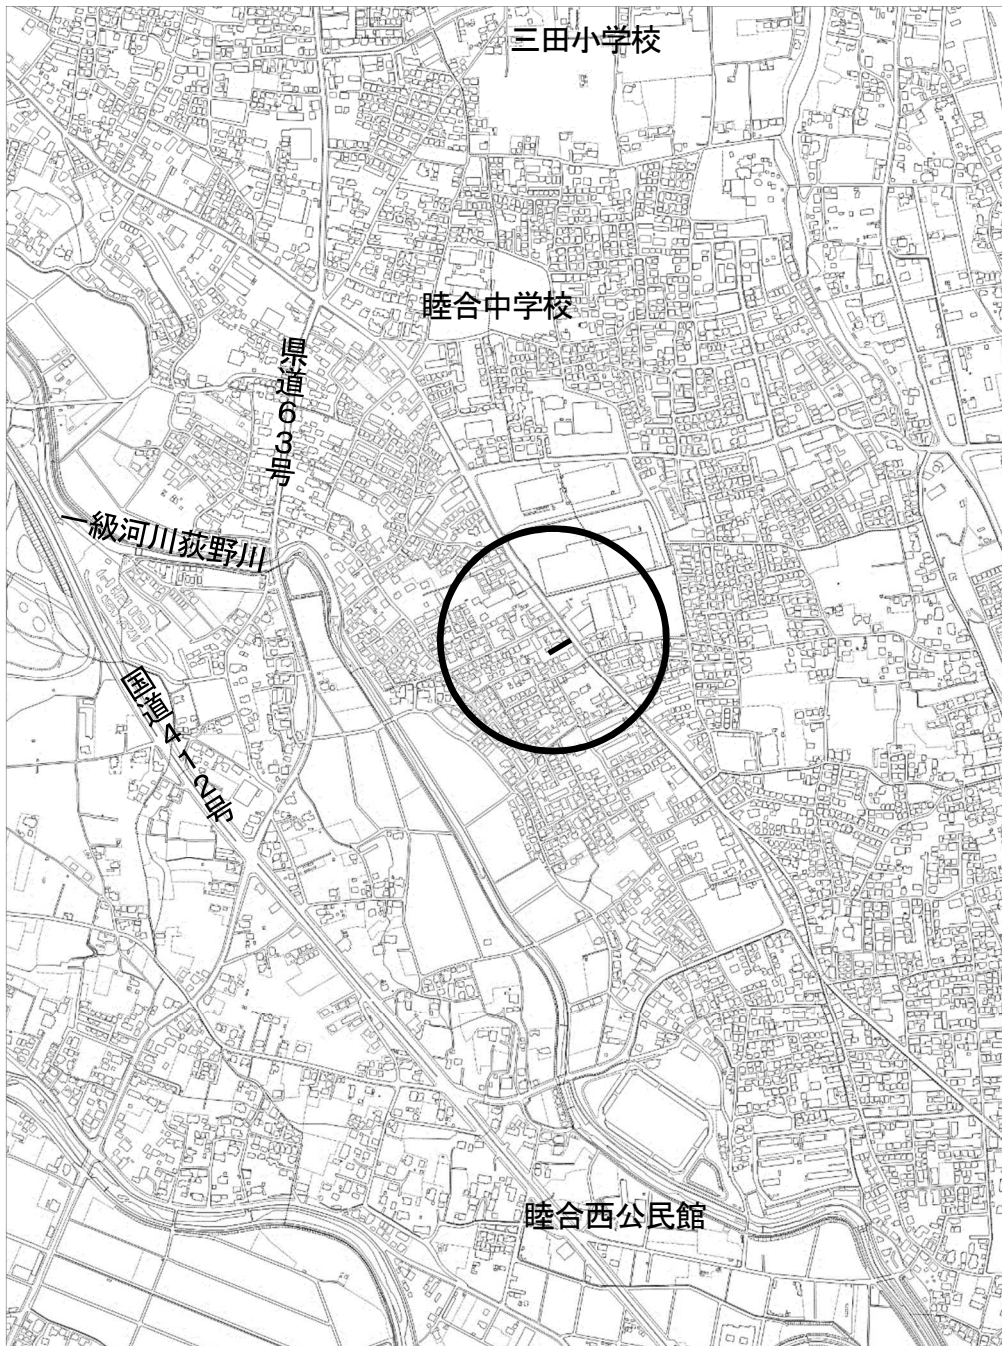 三田小学校
睦合中学校
県道63号
一級河川荻野川
国道412号
睦合西公民館